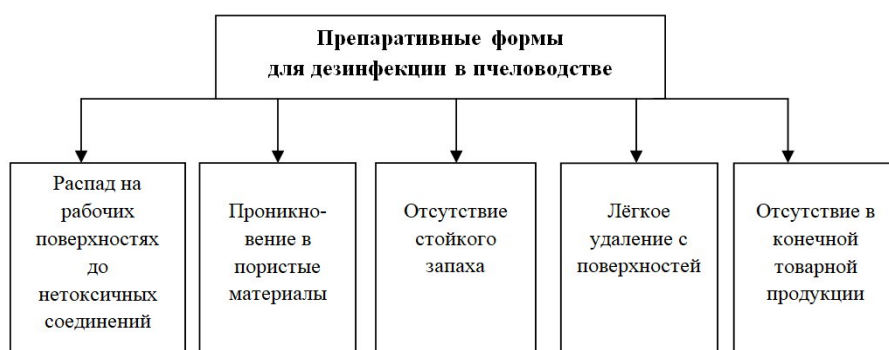 Препаративные формы
для дезинфекции в пчеловодстве
Распад на
рабочих
поверхностях
до
нетоксичных
соединений
Проникно-
вение в
пористые
материалы
Отсутствие
стойкого
запаха
Лёгкое
удаление с
поверхностей
Отсутствие в
конечной
товарной
продукции